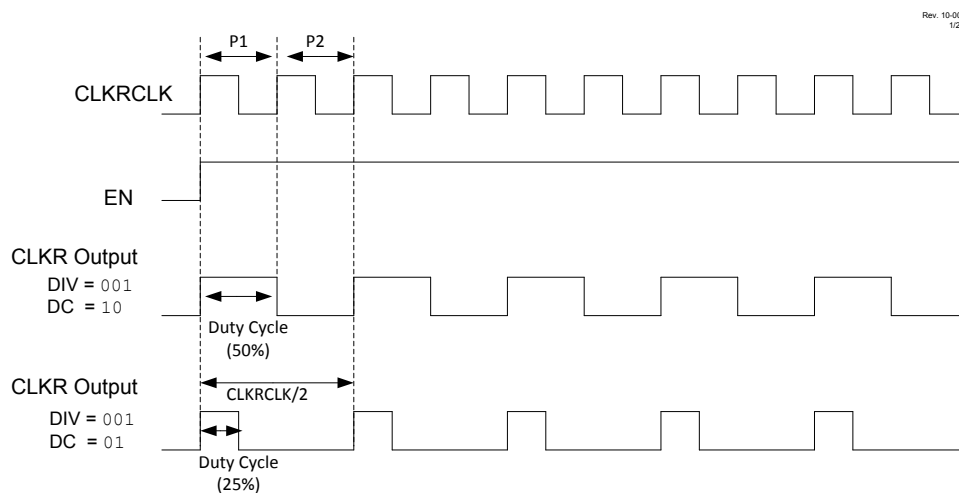 Rev. 10-00
1/2
P1 P2
CLKRCLK
EN
CLKR Output
DIV = 001
DC = 10
Duty Cycle
(50%)
CLKR Output
CLKRCLK/2
DIV = 001
DC = 01
Duty Cycle
(25%)